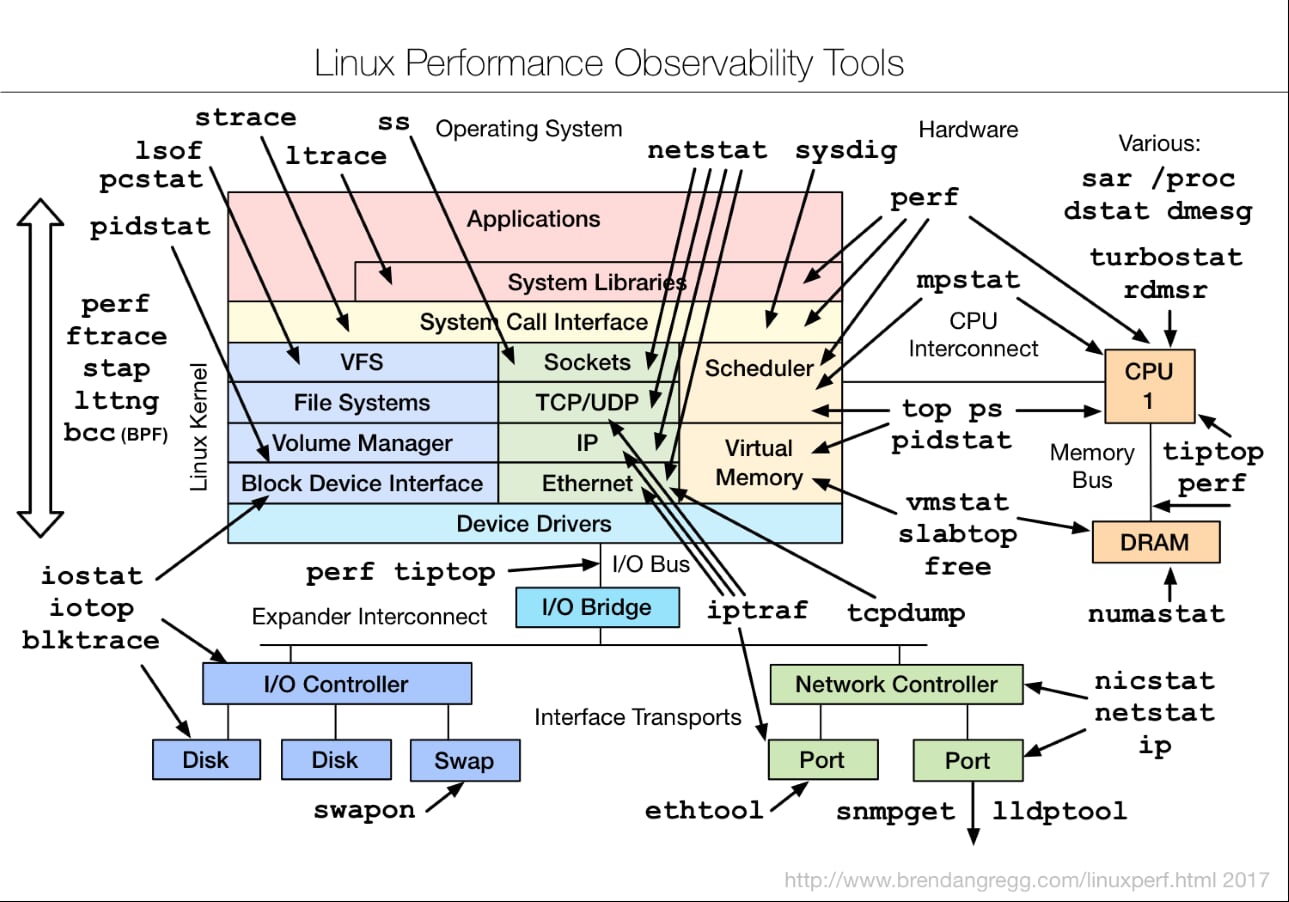 Linux Performance Observability Tools
strace
ss
Operating System
Hardware
Various:
lsof
ltrace
netstat
sysdig
pcstat
sar /proc
dstat dmesg
pidstat
Applications
perf
turbostat
rdmsr
System Libraries
mpstat
perf
ftrace
stap
lttng
bcc (BPF)
Linux Kernel
System Call Interface
CPU
Interconnect
VFS
Sockets
Scheduler
CPU
1
File Systems
TCP/UDP
top ps
pidstat
Volume Manager
IP
Virtual
Memory
Memory
Bus
tiptop
perf
Block Device Interface
Ethernet
vmstat
slabtop
free
Device Drivers
DRAM
iostat
iotop
blktrace
perf tiptop
I/O Bus
Expander Interconnect
I/O Bridge
iptraf
tcpdump
numastat
I/O Controller
Network Controller
nicstat
netstat
ip
Interface Transports
Disk
Disk
Swap
Port
Port
swapon
ethtool
snmpget
lldptool
http://www.brendangregg.com/linuxperf.html 2017